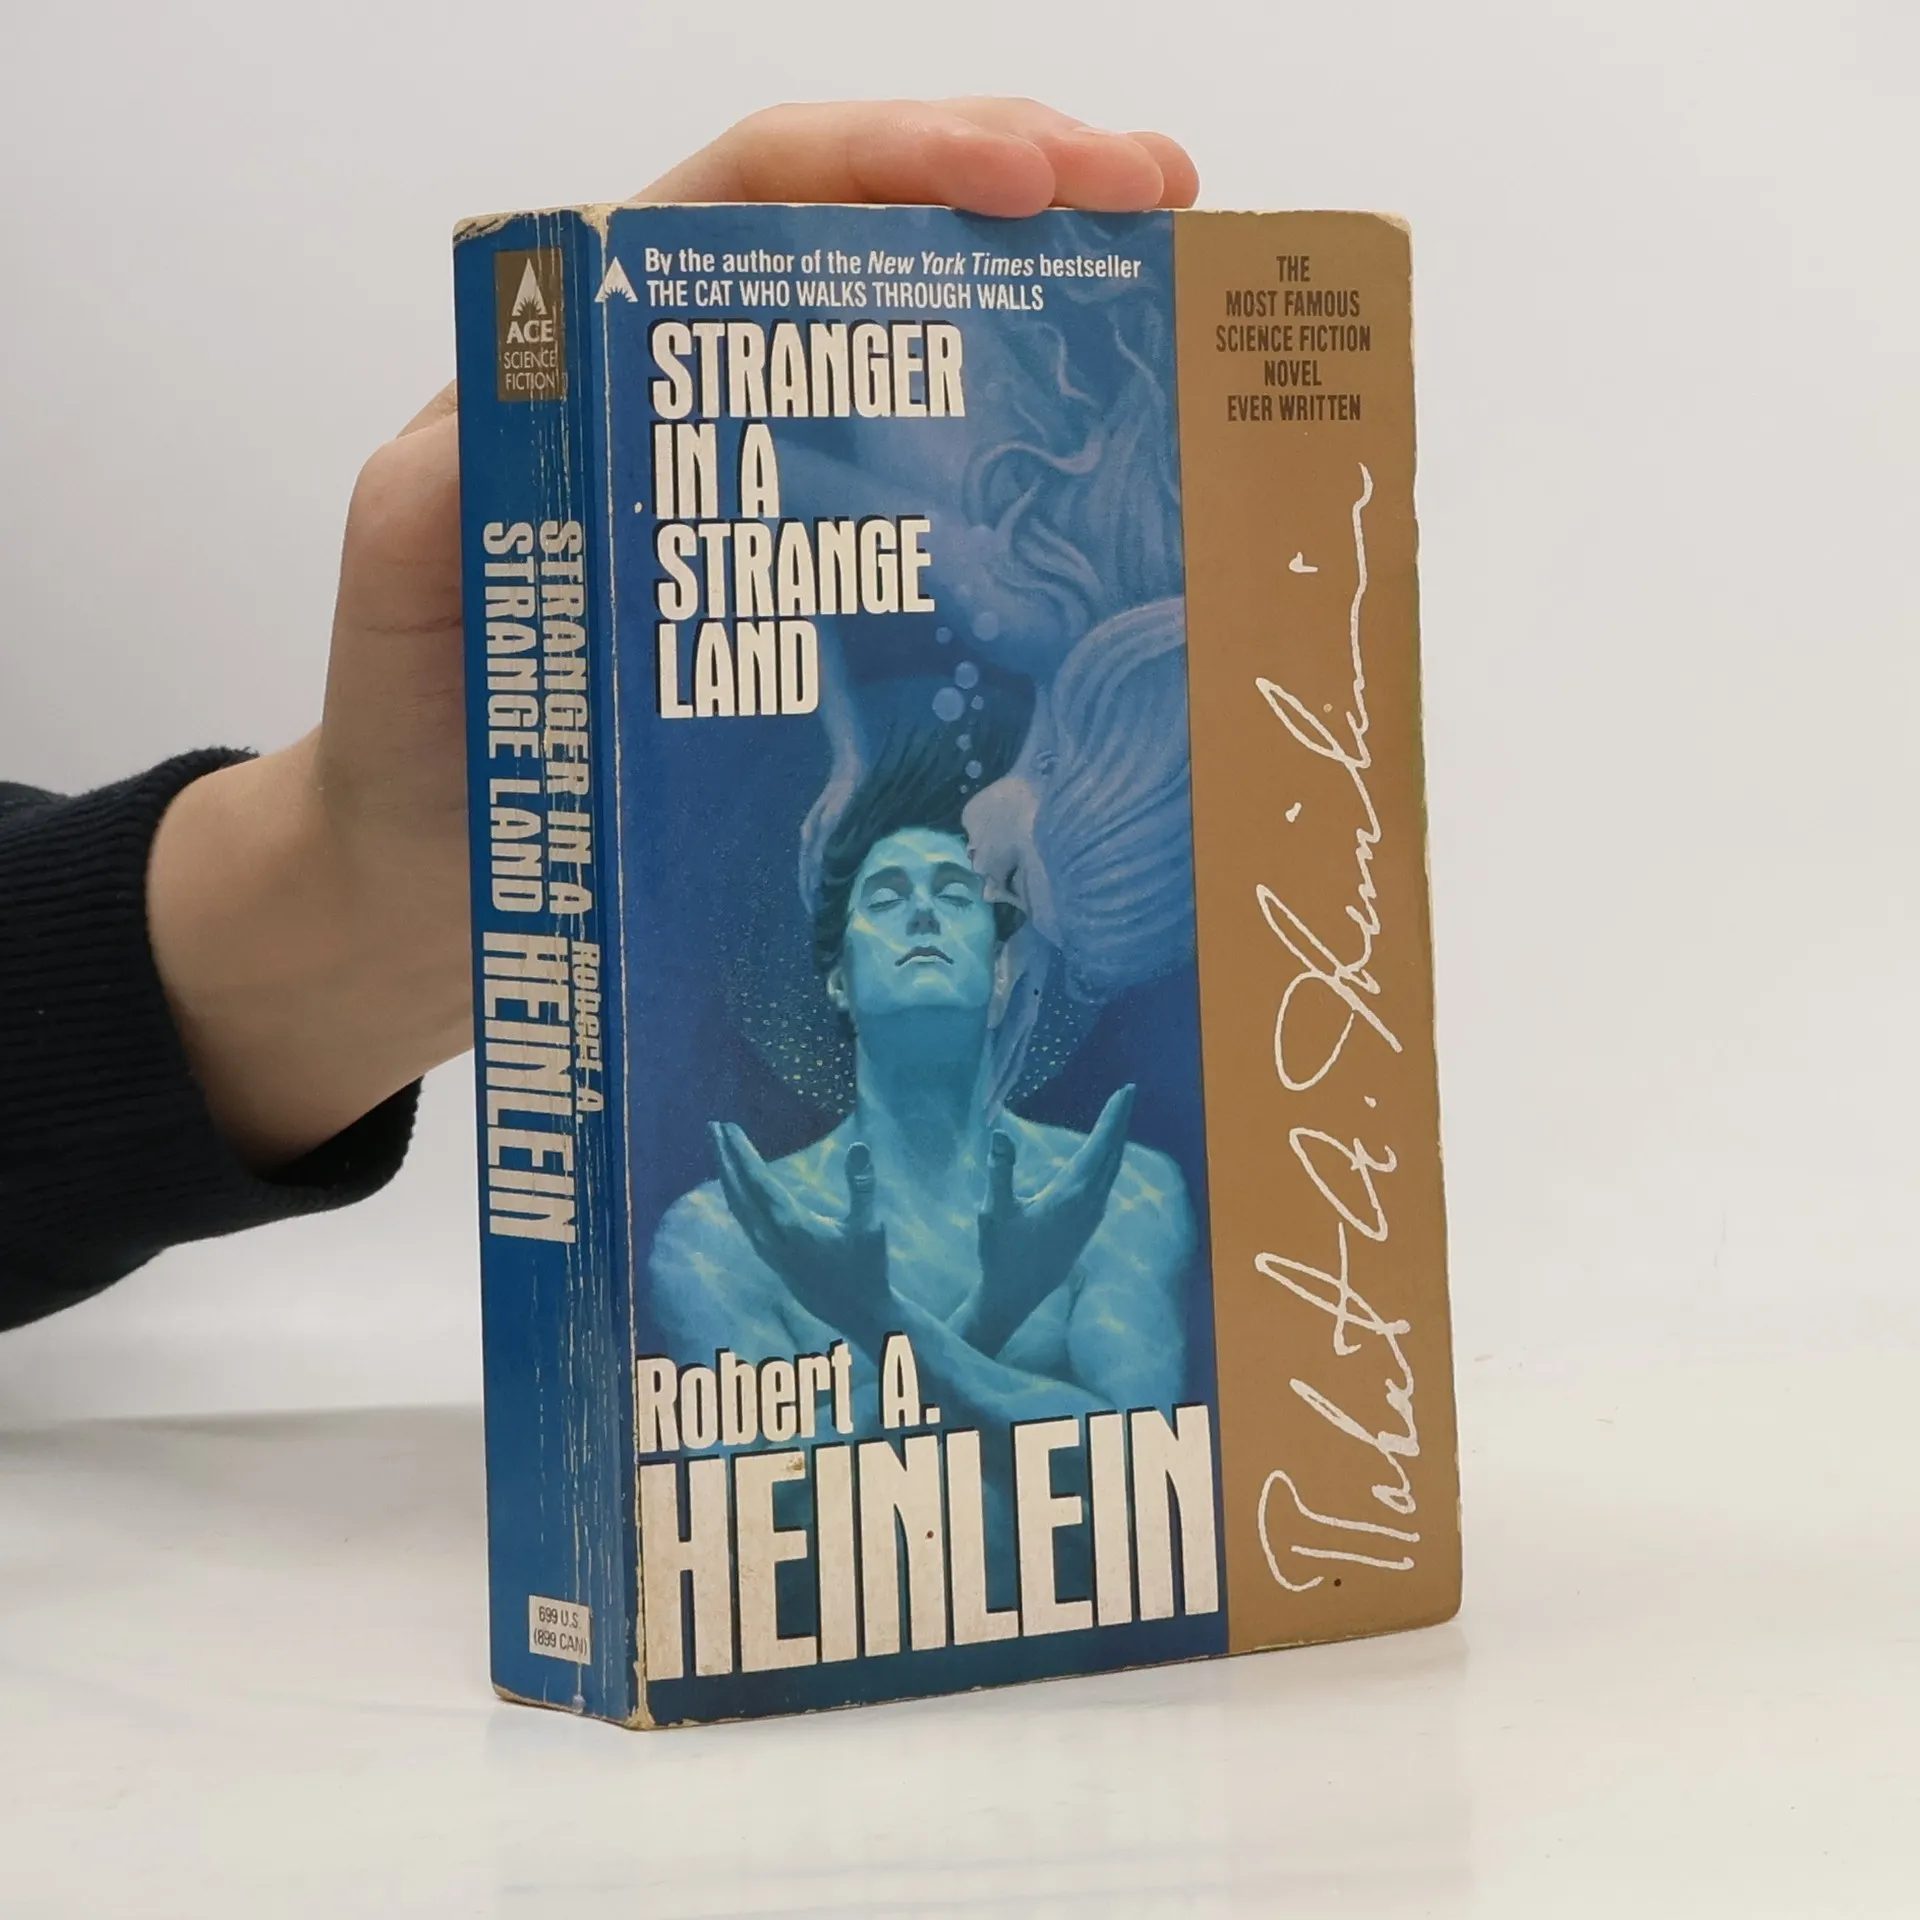 ACE
SCIENCE
FICTION
STRANGER IN A
STRANGE LAND
Robert A.
HEINLEIN
699 U.S.
(899 CAN)
By the author of the New York Times bestseller
THE CAT WHO WALKS THROUGH WALLS
STRANGER
IN A
STRANGE
LAND
Robert A.
HEINLEIN
THE
MOST FAMOUS
SCIENCE FICTION
NOVEL
EVER WRITTEN
Robert A. Heinlein